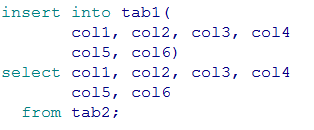 insert into tab1(
col1, col2, col3, col4
col5, col6)
select col1, col2, col3, col4
col5, col6
from tab2;